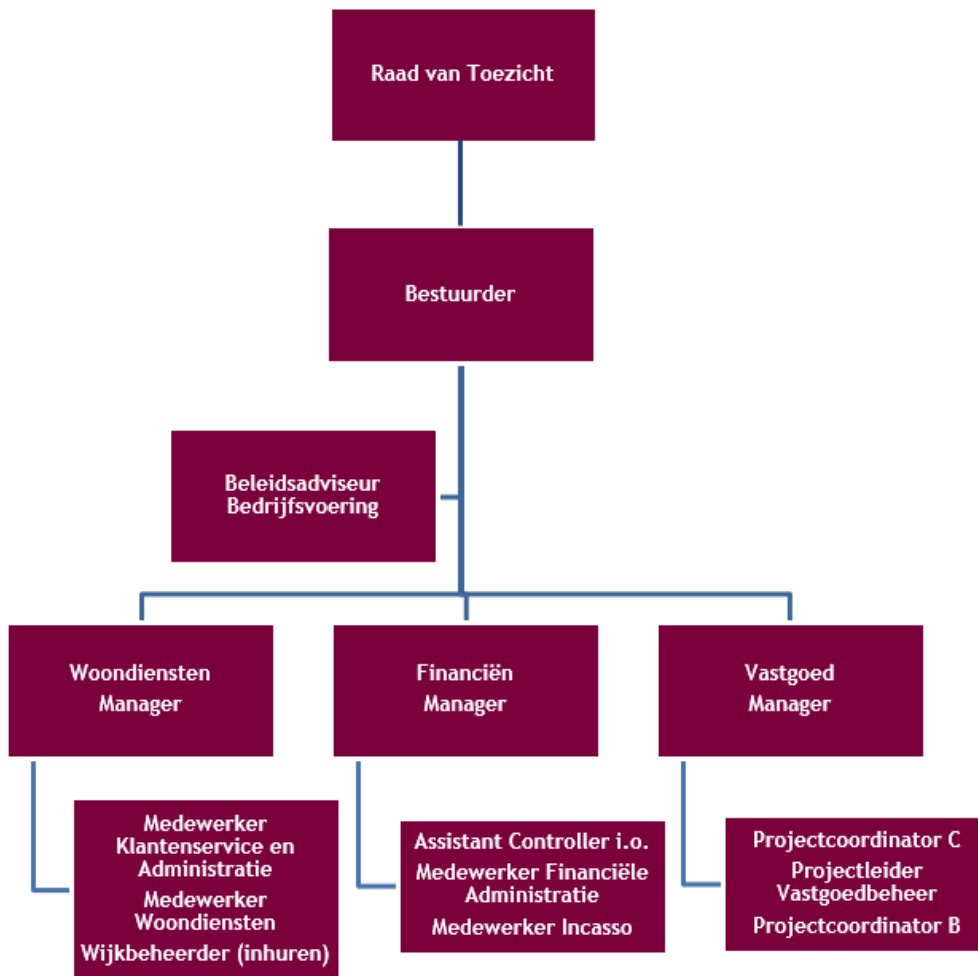 Raad van Toezicht
Bestuurder
Beleidsadviseur
Bedrijfsvoering
Woondiensten
Manager
Financiën
Manager
Vastgoed
Manager
Medewerker
Klantenservice en
Administratie
Medewerker
Woondiensten
Wijkbeheerder (inhuren)
Assistant Controller i.o.
Medewerker Financiële
Administratie
Medewerker Incasso
Projectcoordinator C
Projectleider
Vastgoedbeheer
Projectcoordinator B